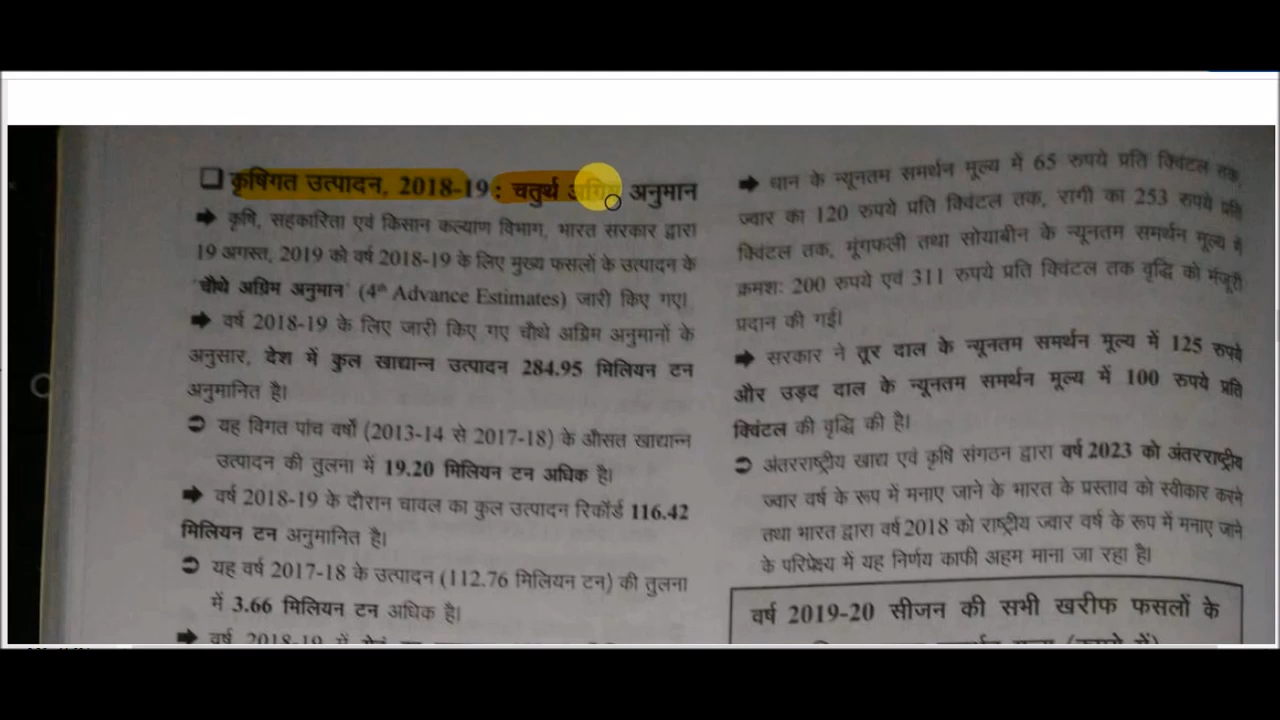 ❑ कृषिगत उत्पादन, 2018-19 : चतुर्थ अग्रिम अनुमान
➡ कृषि, सहकारिता एवं किसान कल्याण विभाग, भारत सरकार द्वारा
19 अगस्त, 2019 को वर्ष 2018-19 के लिए मुख्य फसलों के उत्पादन के
'चौथे अग्रिम अनुमान' (4th Advance Estimates) जारी किए गए।
➡ वर्ष 2018-19 के लिए जारी किए गए चौथे अग्रिम अनुमानों के
अनुसार, देश में कुल खाद्यान्न उत्पादन 284.95 मिलियन टन
अनुमानित है।
➲ यह विगत पांच वर्षों (2013-14 से 2017-18) के औसत खाद्यान्न
उत्पादन की तुलना में 19.20 मिलियन टन अधिक है।
➡ वर्ष 2018-19 के दौरान चावल का कुल उत्पादन रिकॉर्ड 116.42
मिलियन टन अनुमानित है।
➲ यह वर्ष 2017-18 के उत्पादन (112.76 मिलियन टन) की तुलना
में 3.66 मिलियन टन अधिक है।
➡ वर्ष 2018-19 में
➡ धान के न्यूनतम समर्थन मूल्य में 65 रुपये प्रति क्विंटल तक,
ज्वार का 120 रुपये प्रति क्विंटल तक, रागी का 253 रुपये प्रति
क्विंटल तक, मूंगफली तथा सोयाबीन के न्यूनतम समर्थन मूल्य में
क्रमशः 200 रुपये एवं 311 रुपये प्रति क्विंटल तक वृद्धि को मंजूरी
प्रदान की गई।
➡ सरकार ने तूर दाल के न्यूनतम समर्थन मूल्य में 125 रुपये
और उड़द दाल के न्यूनतम समर्थन मूल्य में 100 रुपये प्रति
क्विंटल की वृद्धि की है।
➲ अंतरराष्ट्रीय खाद्य एवं कृषि संगठन द्वारा वर्ष 2023 को अंतरराष्ट्रीय
ज्वार वर्ष के रूप में मनाए जाने के भारत के प्रस्ताव को स्वीकार करने
तथा भारत द्वारा वर्ष 2018 को राष्ट्रीय ज्वार वर्ष के रूप में मनाए जाने
के परिप्रेक्ष्य में यह निर्णय काफी अहम माना जा रहा है।
वर्ष 2019-20 सीजन की सभी खरीफ फसलों के